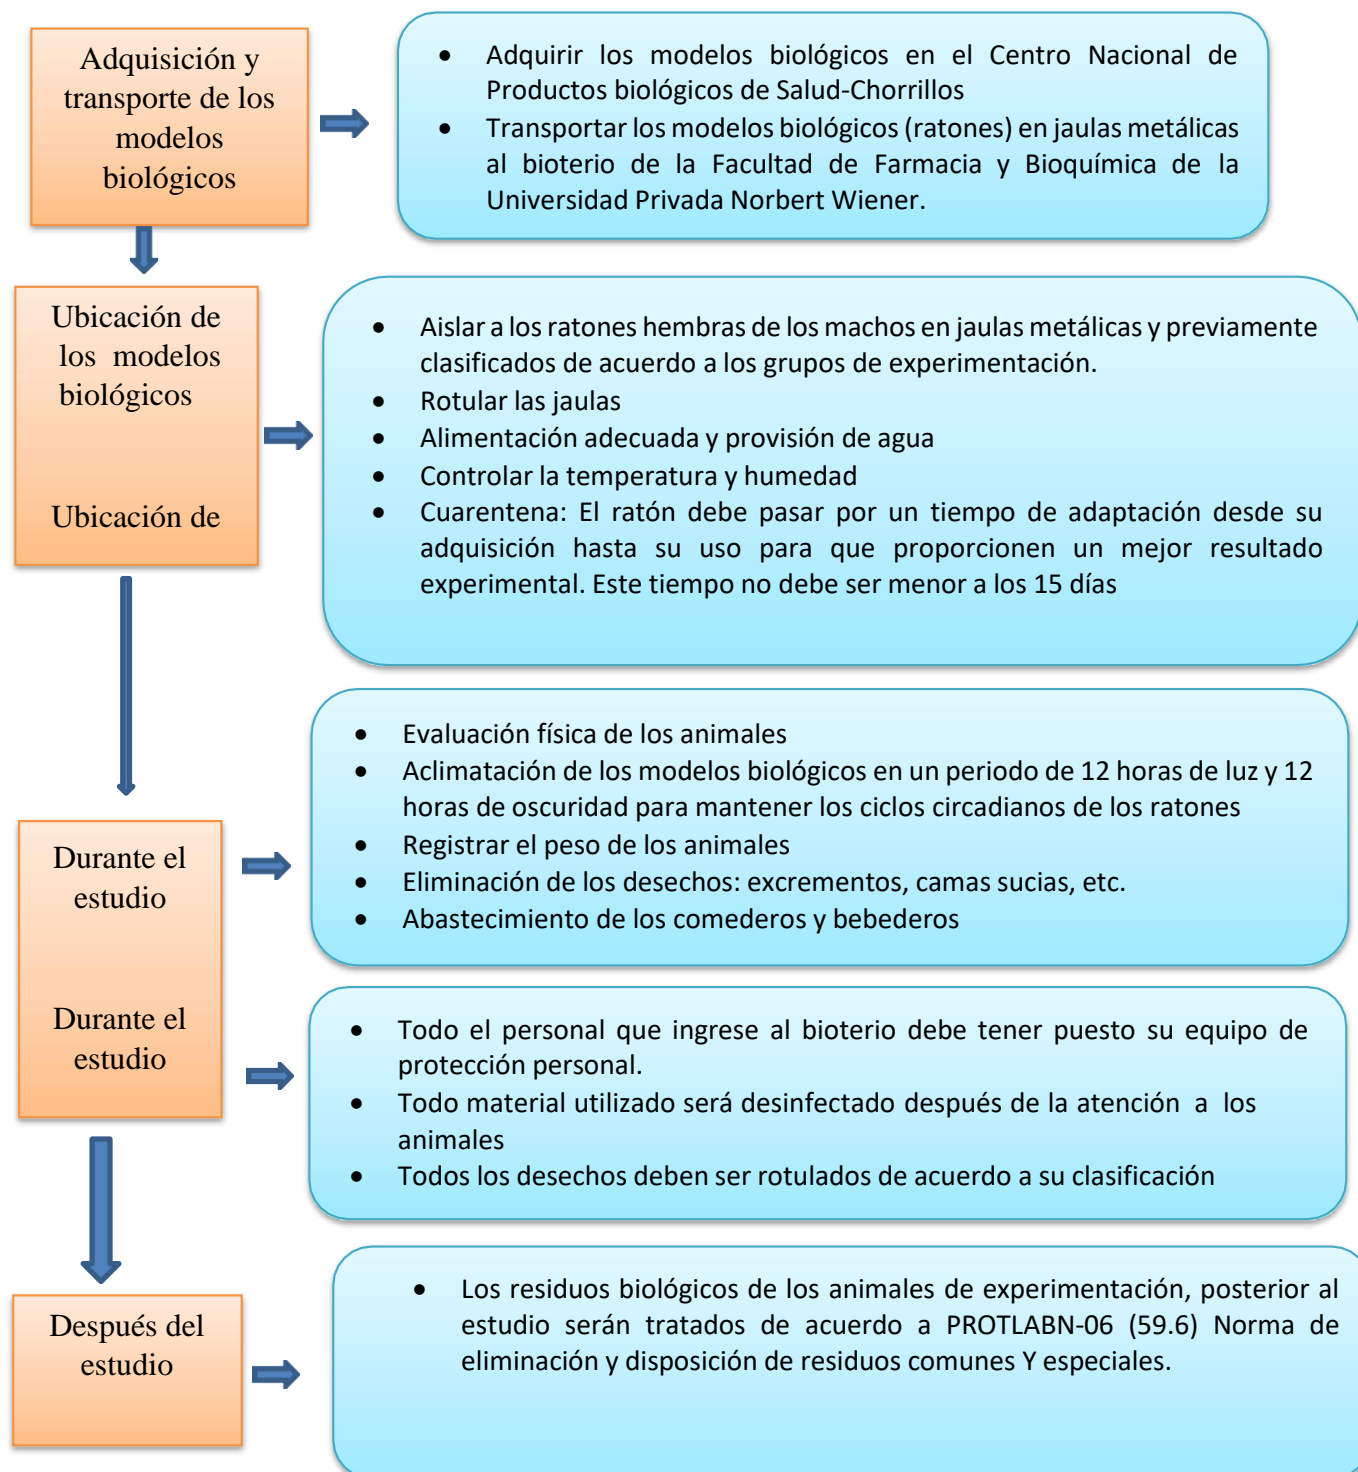 Adquisición y
transporte de los
modelos
biológicos
• Adquirir los modelos biológicos en el Centro Nacional de
Productos biológicos de Salud-Chorrillos
• Transportar los modelos biológicos (ratones) en jaulas metálicas
al bioterio de la Facultad de Farmacia y Bioquímica de la
Universidad Privada Norbert Wiener.
Ubicación de
los modelos
biológicos
Ubicación de
• Aislar a los ratones hembras de los machos en jaulas metálicas y previamente
clasificados de acuerdo a los grupos de experimentación.
• Rotular las jaulas
• Alimentación adecuada y provisión de agua
• Controlar la temperatura y humedad
• Cuarentena: El ratón debe pasar por un tiempo de adaptación desde su
adquisición hasta su uso para que proporcionen un mejor resultado
experimental. Este tiempo no debe ser menor a los 15 días
Durante el
estudio
Durante el
estudio
• Evaluación física de los animales
• Aclimatación de los modelos biológicos en un periodo de 12 horas de luz y 12
horas de oscuridad para mantener los ciclos circadianos de los ratones
• Registrar el peso de los animales
• Eliminación de los desechos: excrementos, camas sucias, etc.
• Abastecimiento de los comederos y bebederos
• Todo el personal que ingrese al bioterio debe tener puesto su equipo de
protección personal.
• Todo material utilizado será desinfectado después de la atención a los
animales
• Todos los desechos deben ser rotulados de acuerdo a su clasificación
Después del
estudio
• Los residuos biológicos de los animales de experimentación, posterior al
estudio serán tratados de acuerdo a PROTLABN-06 (59.6) Norma de
eliminación y disposición de residuos comunes Y especiales.